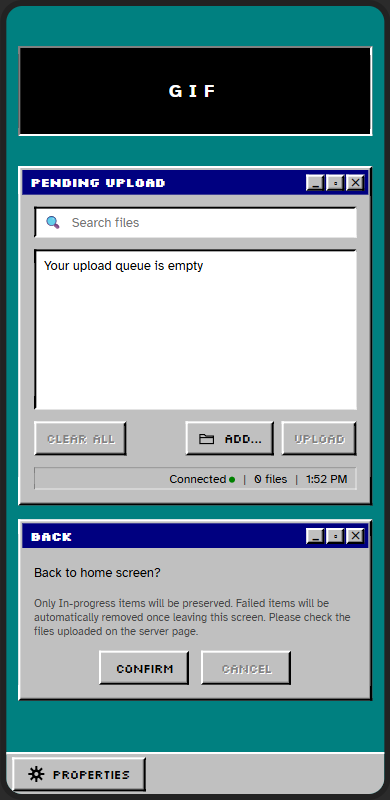 GIF
PENDING UPLOAD
Search files
Your upload queue is empty
CLEAR ALL
ADD...
UPLOAD
Connected | 0 files | 1:52 PM
BACK
Back to home screen?
Only In-progress items will be preserved. Failed items will be
automatically removed once leaving this screen. Please check the
files uploaded on the server page.
CONFIRM
CANCEL
PROPERTIES